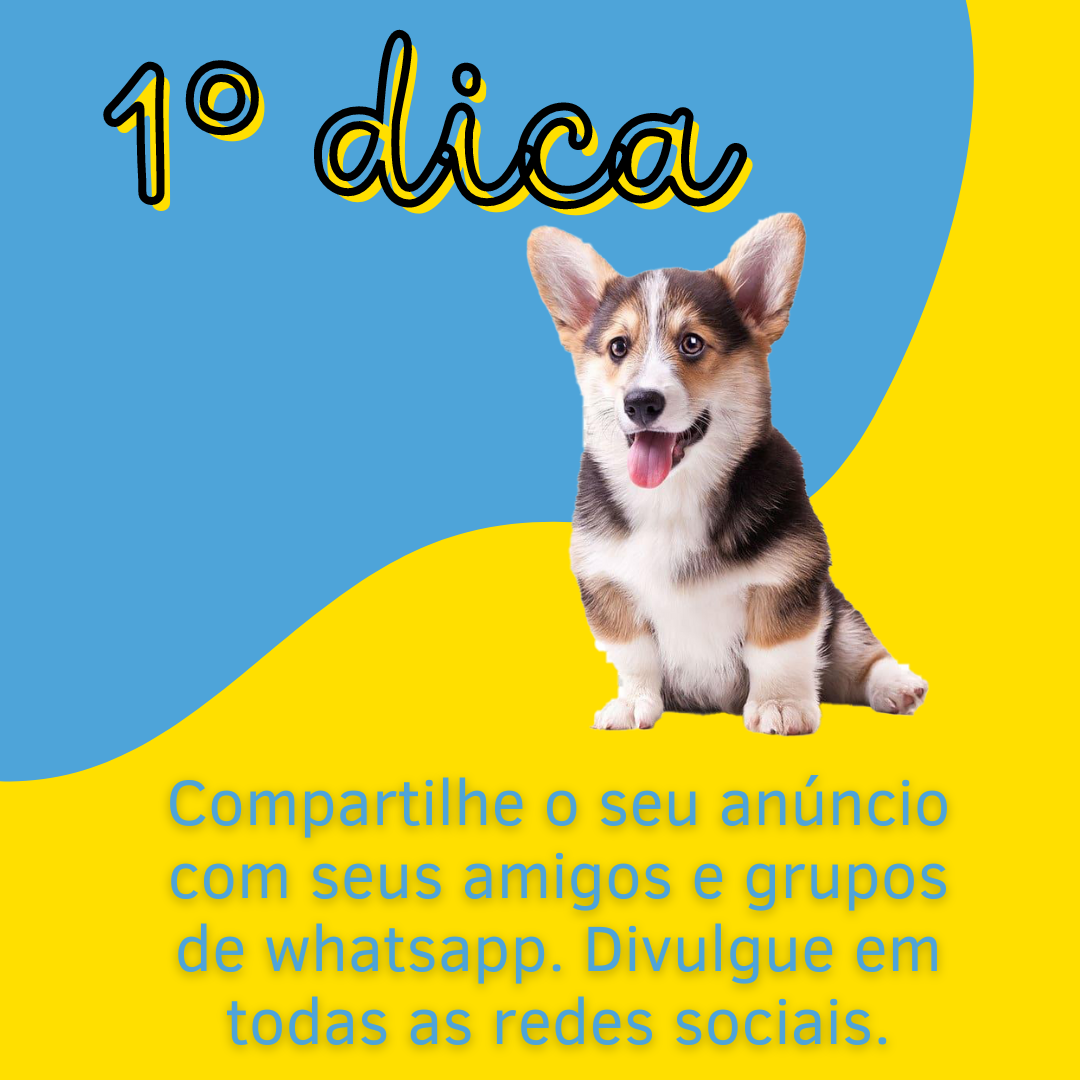 1º dica
Compartilhe o seu anúncio
com seus amigos e grupos
de whatsapp. Divulgue em
todas as redes sociais.